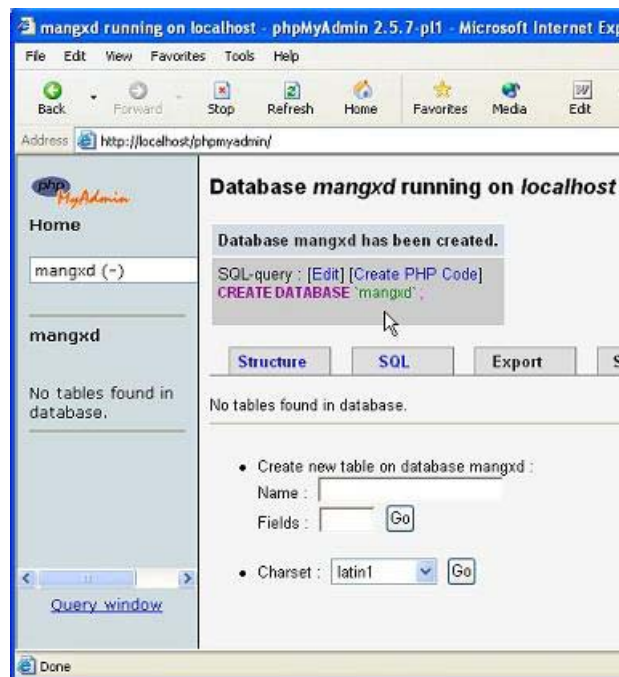 mangxd running on localhost - phpMyAdmin 2.5.7-pl1 - Microsoft Internet Exp
File Edit View Favorites Tools Help
Back Forward Stop Refresh Home Favorites Media Edit
Address http://localhost/phpmyadmin/
php
MyAdmin
Home
mangxd (-)
mangxd
No tables found in
database.
Query window
Database mangxd running on localhost
Database mangxd has been created.
SQL-query : [Edit] [Create PHP Code]
CREATE DATABASE `mangxd` ;
Structure SQL Export S
No tables found in database.
• Create new table on database mangxd :
Name :
Fields : Go
• Charset : latin1 Go
Done